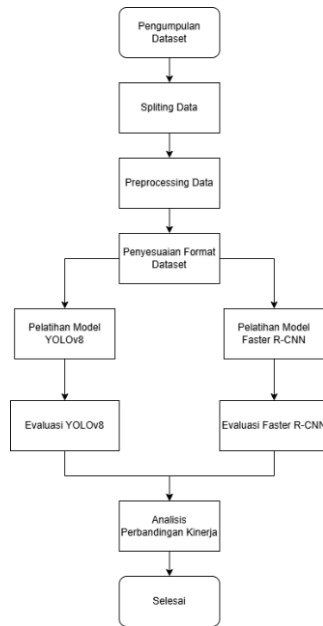 Pengumpulan
Dataset
Spliting Data
Preprocessing Data
Penyesuaian Format
Dataset
Pelatihan Model
YOLOv8
Pelatihan Model
Faster R-CNN
Evaluasi YOLOv8
Evaluasi Faster R-CNN
Analisis
Perbandingan Kinerja
Selesai